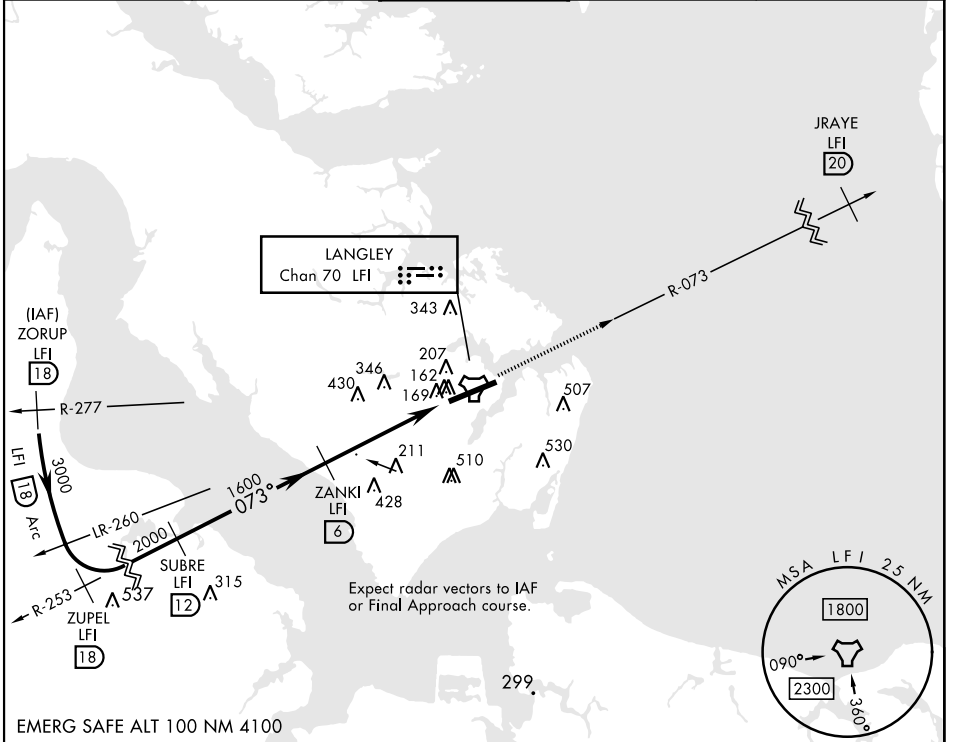 JRAYE
LFI
20
R-073
LANGLEY
Chan 70 LFI
343
(IAF)
ZORUP
LFI
18
R-277
207
346
162
430
169
507
3000
LFI 18 Arc
LR-260
1600
073°
2000
211
510
530
428
ZANKI
LFI
6
SUBRE
LFI
12
315
R-253
537
ZUPEL
LFI
18
Expect radar vectors to IAF
or Final Approach course.
299
MSA LFI 25 NM
1800
090°
2300
360°
EMERG SAFE ALT 100 NM 4100